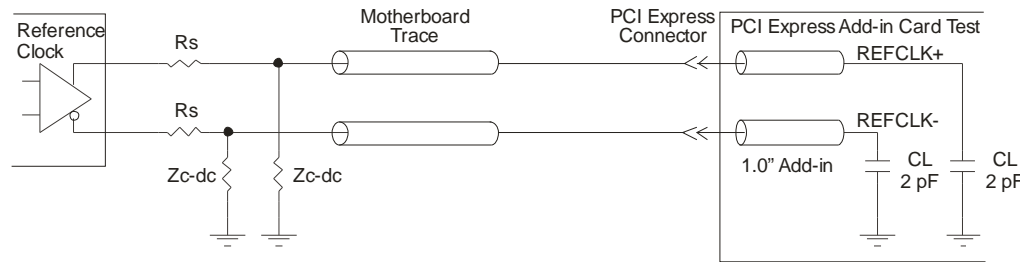 Reference
Clock
Rs
Rs
Zc-dc
Zc-dc
Motherboard
Trace
PCI Express
Connector
PCI Express Add-in Card Test
REFCLK+
REFCLK-
1.0” Add-in
CL
2 pF
CL
2 pF